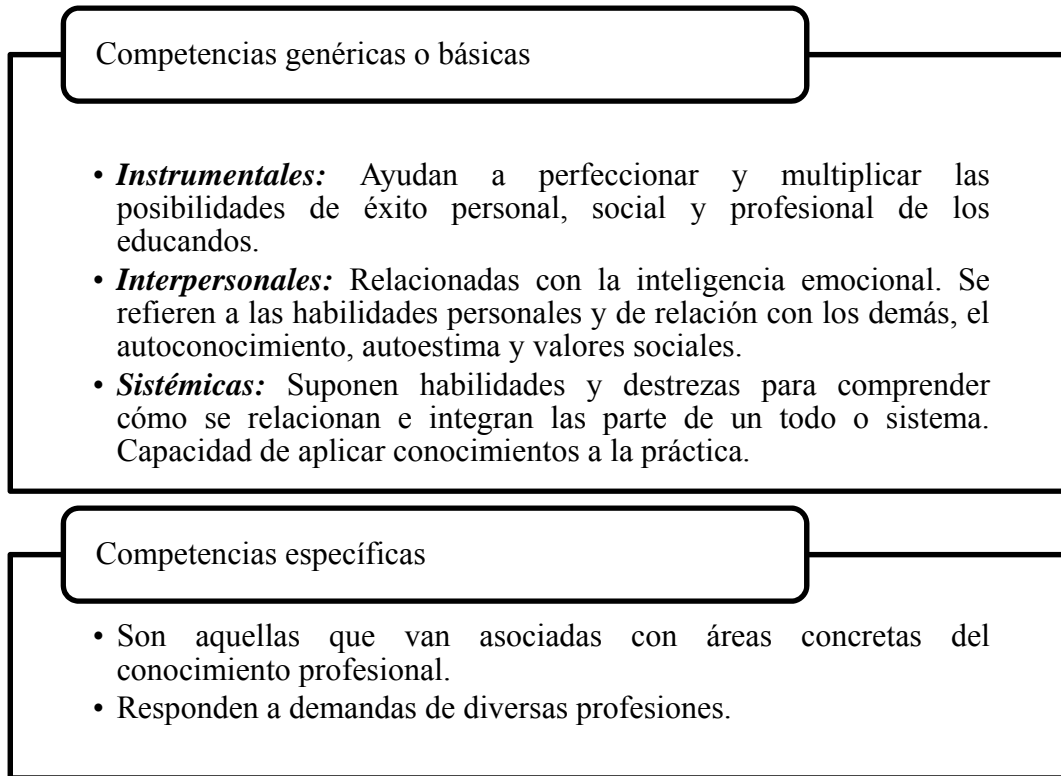 Competencias genéricas o básicas
• Instrumentales: Ayudan a perfeccionar y multiplicar las
posibilidades de éxito personal, social y profesional de los
educandos.
• Interpersonales: Relacionadas con la inteligencia emocional. Se
refieren a las habilidades personales y de relación con los demás, el
autoconocimiento, autoestima y valores sociales.
• Sistémicas: Suponen habilidades y destrezas para comprender
cómo se relacionan e integran las parte de un todo o sistema.
Capacidad de aplicar conocimientos a la práctica.
Competencias específicas
• Son aquellas que van asociadas con áreas concretas del
conocimiento profesional.
• Responden a demandas de diversas profesiones.